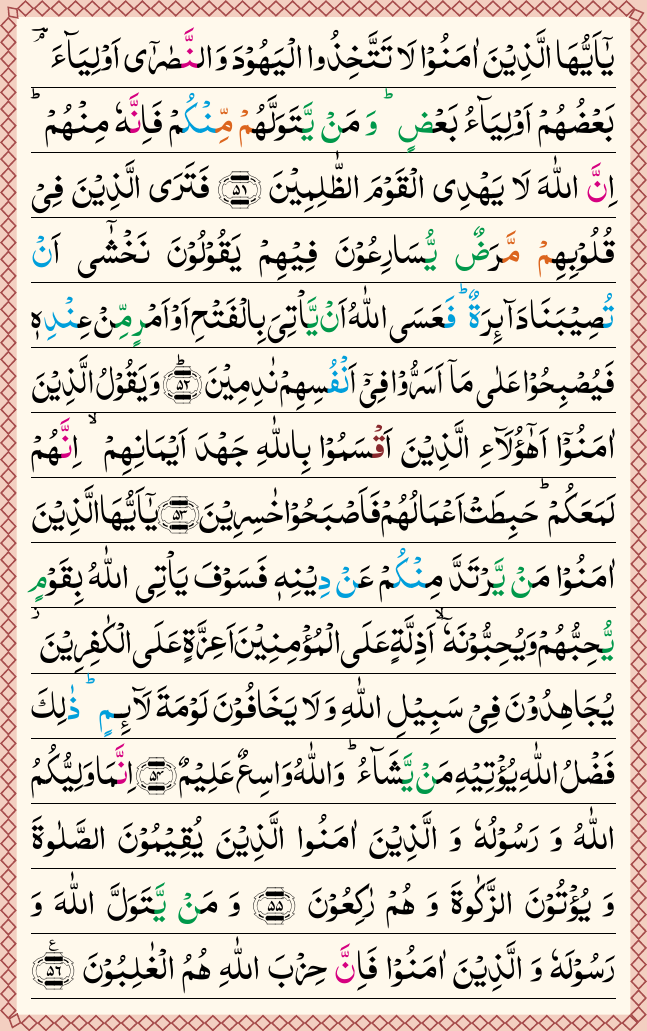 يٰۤاَيُّهَا الَّذِيْنَ اٰمَنُوْا لَا تَتَّخِذُوا الْيَهُوْدَ وَالنَّصٰرٰۤى اَوْلِيَآءَ ۘؔ
بَعْضُهُمْ اَوْلِيَآءُ بَعْضٍ ؕ وَ مَنْ يَّتَوَلَّهُمْ مِّنْكُمْ فَاِنَّهٗ مِنْهُمْ ؕ
اِنَّ اللّٰهَ لَا يَهْدِى الْقَوْمَ الظّٰلِمِيْنَ ﴿۵۱﴾ فَتَرَى الَّذِيْنَ فِىْ
قُلُوْبِهِمْ مَّرَضٌ يُّسَارِعُوْنَ فِيْهِمْ يَقُوْلُوْنَ نَخْشٰٓى اَنْ
تُصِيْبَنَا دَآئِرَةٌ ؕ فَعَسَى اللّٰهُ اَنْ يَّاْتِىَ بِالْفَتْحِ اَوْ اَمْرٍ مِّنْ عِنْدِهٖ
فَيُصْبِحُوْا عَلٰى مَاۤ اَسَرُّوْا فِىْۤ اَنْفُسِهِمْ نٰدِمِيْنَ ﴿۵۲﴾ؕ وَيَقُوْلُ الَّذِيْنَ
اٰمَنُوْۤا اَهٰٓؤُلَآءِ الَّذِيْنَ اَقْسَمُوْا بِاللّٰهِ جَهْدَ اَيْمَانِهِمْ ۙ اِنَّهُمْ
لَمَعَكُمْ ؕ حَبِطَتْ اَعْمَالُهُمْ فَاَصْبَحُوْا خٰسِرِيْنَ ﴿۵۳﴾ يٰۤاَيُّهَا الَّذِيْنَ
اٰمَنُوْا مَنْ يَّرْتَدَّ مِنْكُمْ عَنْ دِيْنِهٖ فَسَوْفَ يَاْتِى اللّٰهُ بِقَوْمٍ
يُّحِبُّهُمْ وَيُحِبُّوْنَهٗۤ ۙ اَذِلَّةٍ عَلَى الْمُؤْمِنِيْنَ اَعِزَّةٍ عَلَى الْكٰفِرِيْنَ ؗ
يُجَاهِدُوْنَ فِىْ سَبِيْلِ اللّٰهِ وَلَا يَخَافُوْنَ لَوْمَةَ لَآئِمٍ ؕ ذٰلِكَ
فَضْلُ اللّٰهِ يُؤْتِيْهِ مَنْ يَّشَآءُ ؕ وَاللّٰهُ وَاسِعٌ عَلِيْمٌ ﴿۵۴﴾ اِنَّمَا وَلِيُّكُمُ
اللّٰهُ وَ رَسُوْلُهٗ وَ الَّذِيْنَ اٰمَنُوا الَّذِيْنَ يُقِيْمُوْنَ الصَّلٰوةَ
وَ يُؤْتُوْنَ الزَّكٰوةَ وَ هُمْ رٰكِعُوْنَ ﴿۵۵﴾ وَ مَنْ يَّتَوَلَّ اللّٰهَ وَ
رَسُوْلَهٗ وَ الَّذِيْنَ اٰمَنُوْا فَاِنَّ حِزْبَ اللّٰهِ هُمُ الْغٰلِبُوْنَ ﴿۵۶﴾ ع